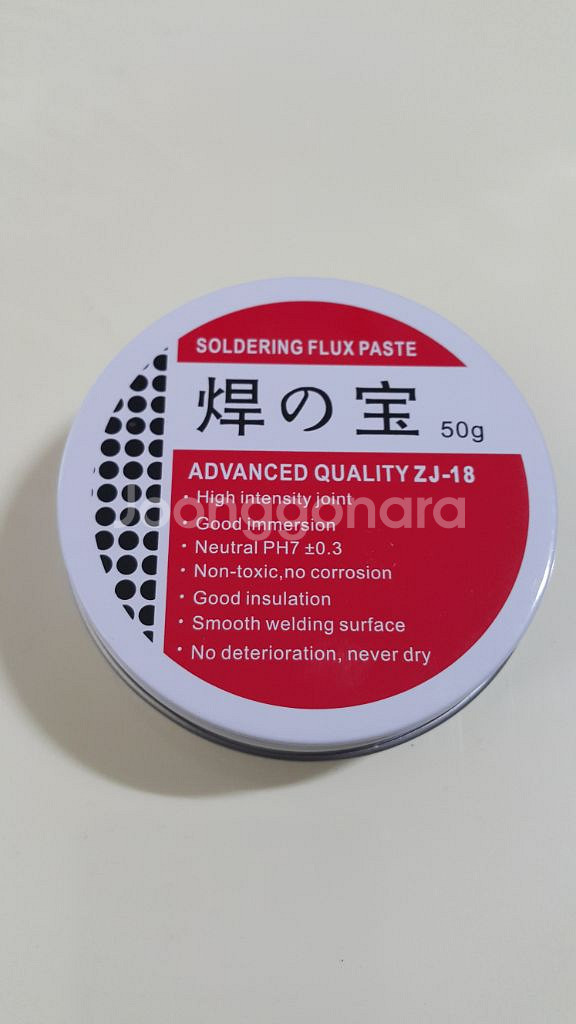 SOLDERING FLUX PASTE
焊の宝 50g
ADVANCED QUALITY ZJ-18
· High intensity joint
Joonggonara
· Good immersion
· Neutral PH7 ±0.3
· Non-toxic,no corrosion
· Good insulation
· Smooth welding surface
· No deterioration, never dry